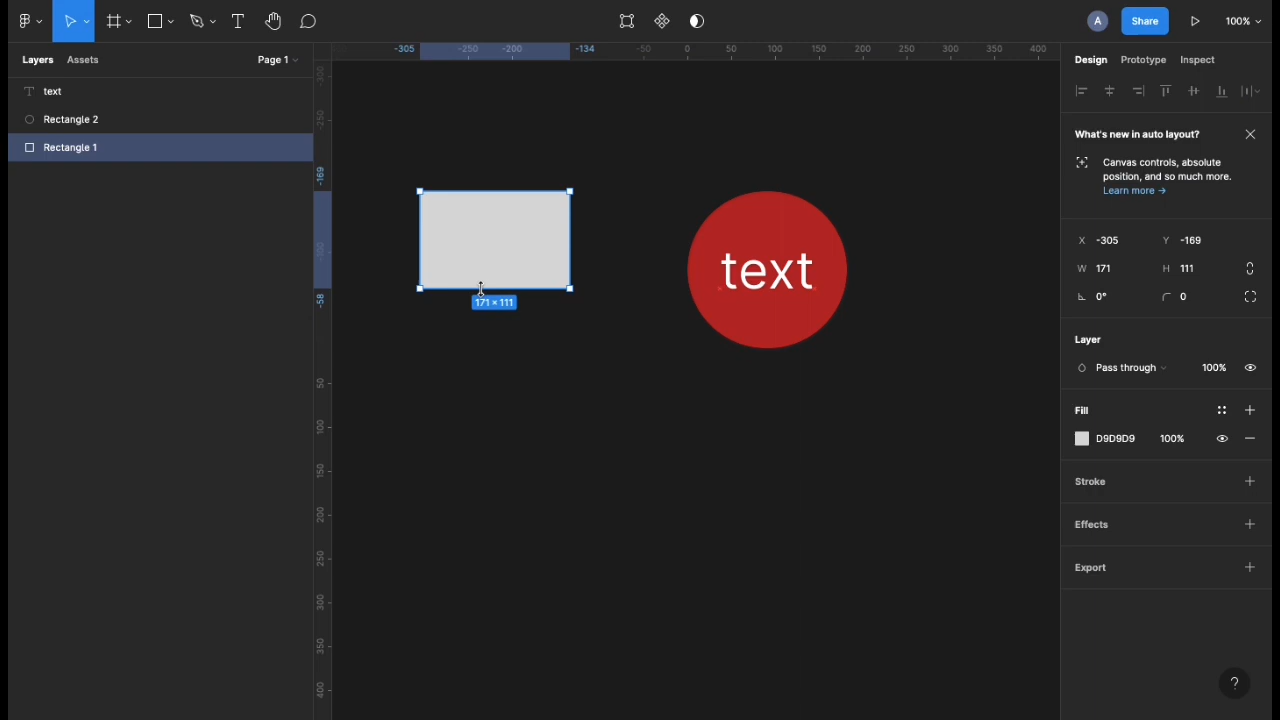 A Share 100%
Layers Assets Page 1
-305 -250 -200 -134 -50 0 50 100 150 200 250 300 350 400
Design Prototype Inspect
text
Rectangle 2
Rectangle 1
-300
-250
-169
-100
-58
50
100
150
200
250
300
350
400
text
171 × 111
What's new in auto layout?
Canvas controls, absolute
position, and so much more.
Learn more →
X -305 Y -169
W 171 H 111
0° 0
Layer
Pass through 100%
Fill
D9D9D9 100%
Stroke
Effects
Export
?